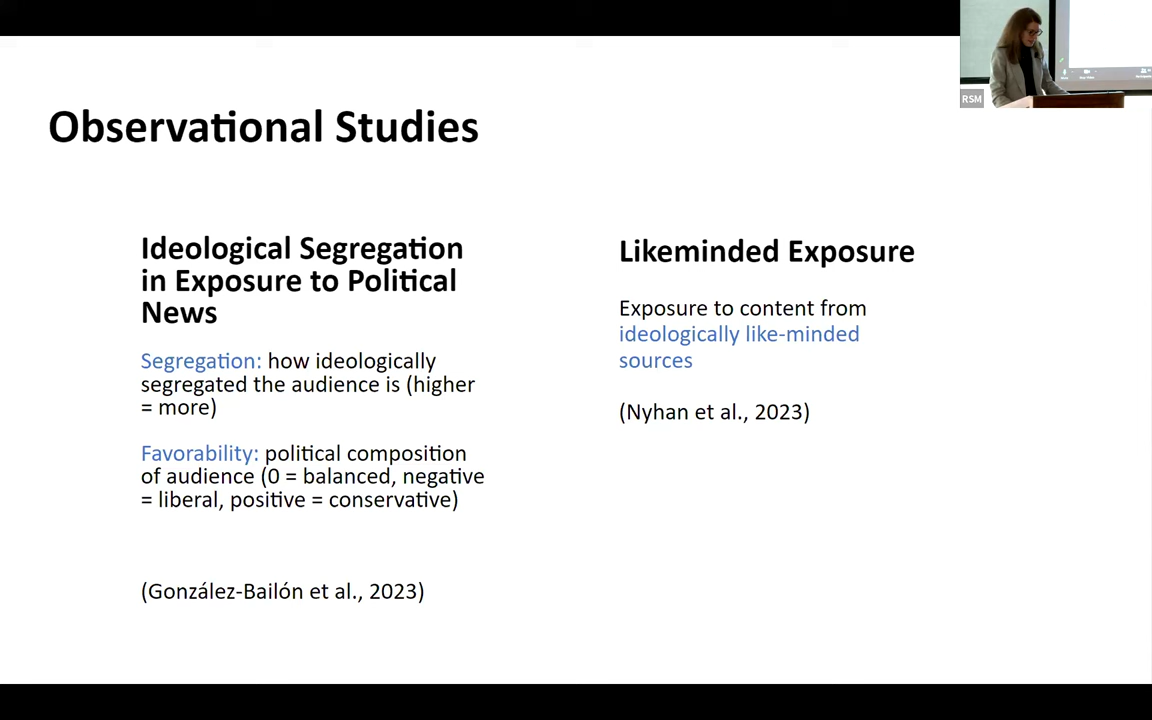 RSM
Observational Studies
Ideological Segregation
in Exposure to Political
News
Segregation: how ideologically
segregated the audience is (higher
= more)
Favorability: political composition
of audience (0 = balanced, negative
= liberal, positive = conservative)
(González-Bailón et al., 2023)
Likeminded Exposure
Exposure to content from
ideologically like-minded
sources
(Nyhan et al., 2023)